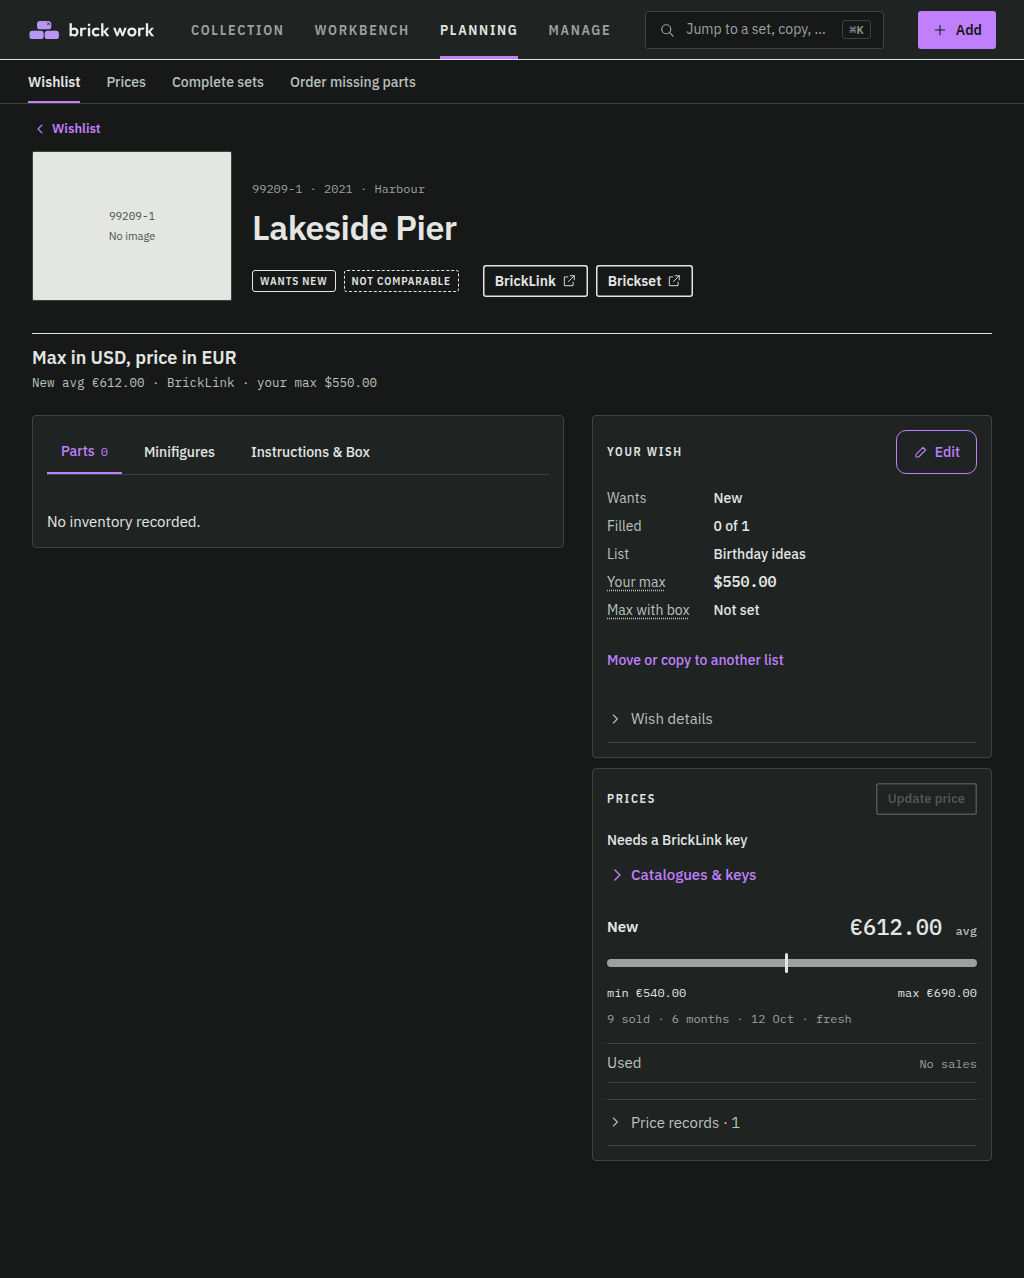 brick work
COLLECTION
WORKBENCH
PLANNING
MANAGE
Jump to a set, copy, ...
⌘K
Add
Wishlist
Prices
Complete sets
Order missing parts
Wishlist
99209-1
No image
99209-1 · 2021 · Harbour
Lakeside Pier
WANTS NEW
NOT COMPARABLE
BrickLink
Brickset
Max in USD, price in EUR
New avg €612.00 · BrickLink · your max $550.00
Parts 0
Minifigures
Instructions & Box
No inventory recorded.
YOUR WISH
Edit
Wants New
Filled 0 of 1
List Birthday ideas
Your max $550.00
Max with box Not set
Move or copy to another list
Wish details
PRICES
Update price
Needs a BrickLink key
Catalogues & keys
New €612.00 avg
min €540.00 max €690.00
9 sold · 6 months · 12 Oct · fresh
Used No sales
Price records · 1